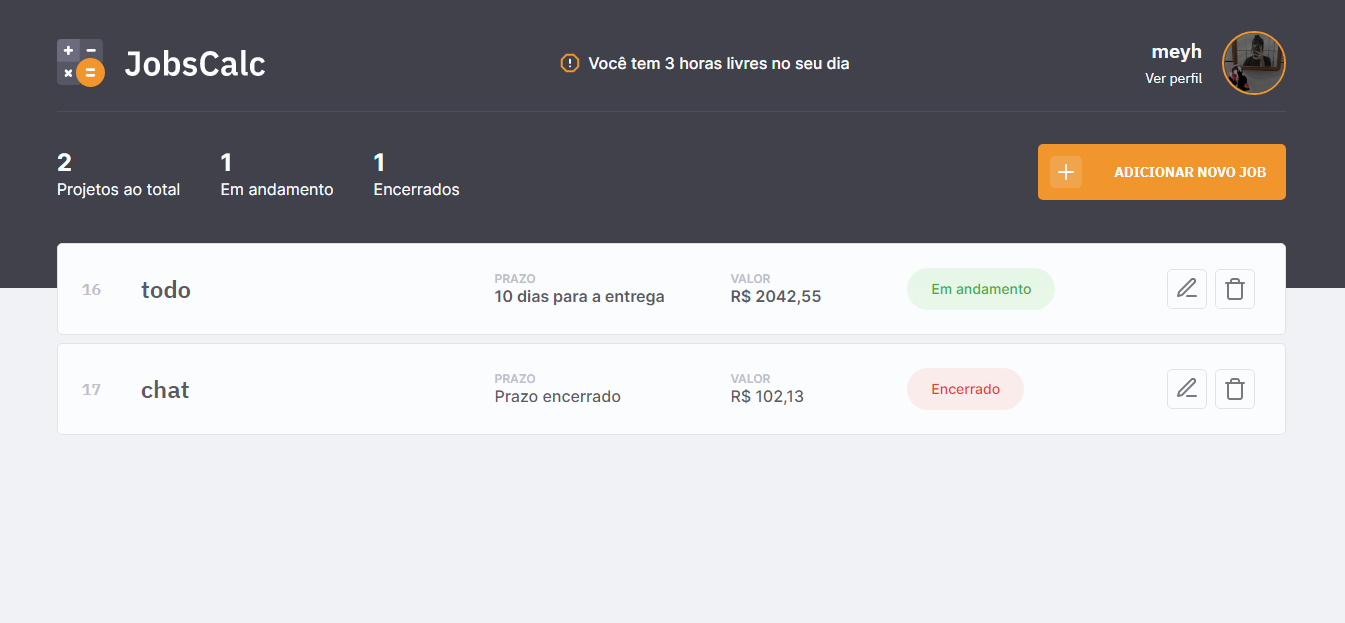 JobsCalc
Você tem 3 horas livres no seu dia
meyh
Ver perfil
2
Projetos ao total
1
Em andamento
1
Encerrados
ADICIONAR NOVO JOB
16
todo
PRAZO
10 dias para a entrega
VALOR
R$ 2042,55
Em andamento
17
chat
PRAZO
Prazo encerrado
VALOR
R$ 102,13
Encerrado